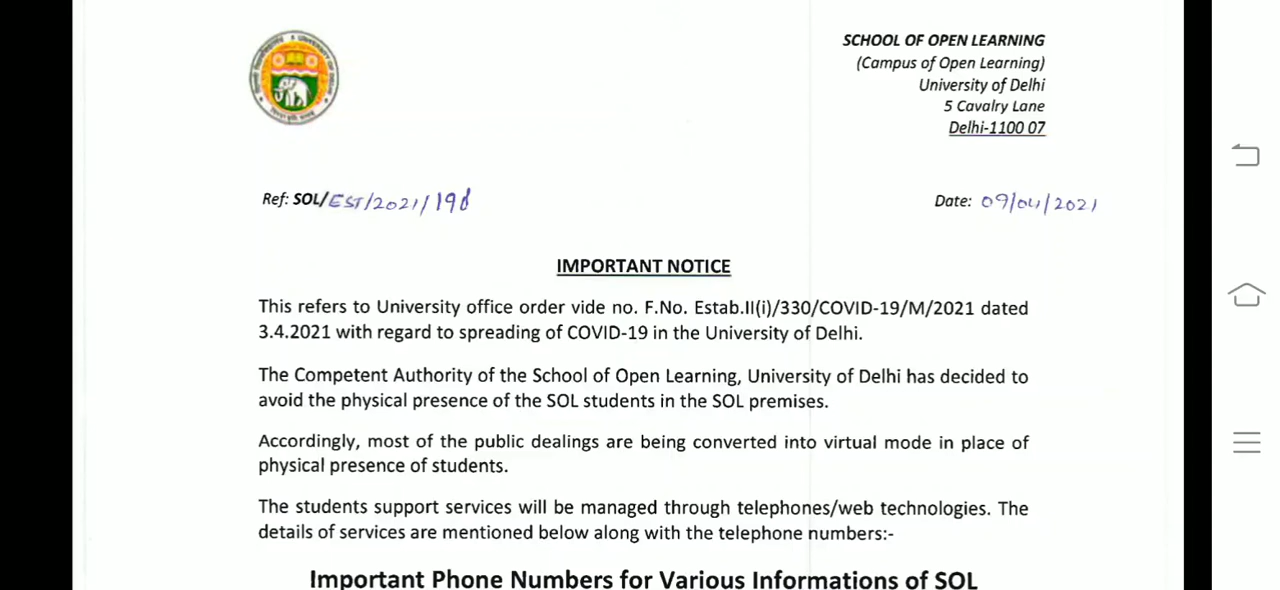 SCHOOL OF OPEN LEARNING
(Campus of Open Learning)
University of Delhi
5 Cavalry Lane
Delhi-1100 07
Ref: SOL/EST/2021/198
Date: 09/04/2021
IMPORTANT NOTICE
This refers to University office order vide no. F.No. Estab.II(i)/330/COVID-19/M/2021 dated
3.4.2021 with regard to spreading of COVID-19 in the University of Delhi.
The Competent Authority of the School of Open Learning, University of Delhi has decided to
avoid the physical presence of the SOL students in the SOL premises.
Accordingly, most of the public dealings are being converted into virtual mode in place of
physical presence of students.
The students support services will be managed through telephones/web technologies. The
details of services are mentioned below along with the telephone numbers:-
Important Phone Numbers for Various Informations of SOL